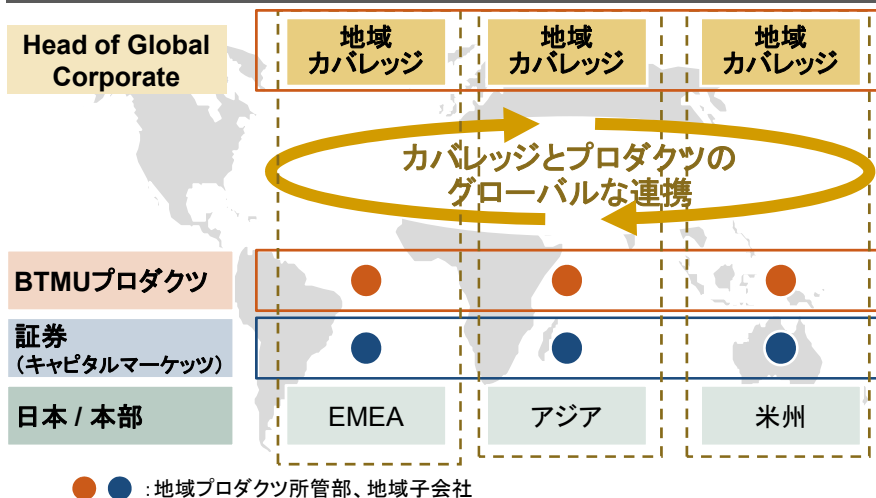 Head of Global
Corporate
地域
カバレッジ
地域
カバレッジ
地域
カバレッジ
カバレッジとプロダクツの
グローバルな連携
BTMUプロダクツ
証券
（キャピタルマーケッツ）
日本 / 本部
EMEA
アジア
米州
：地域プロダクツ所管部、地域子会社